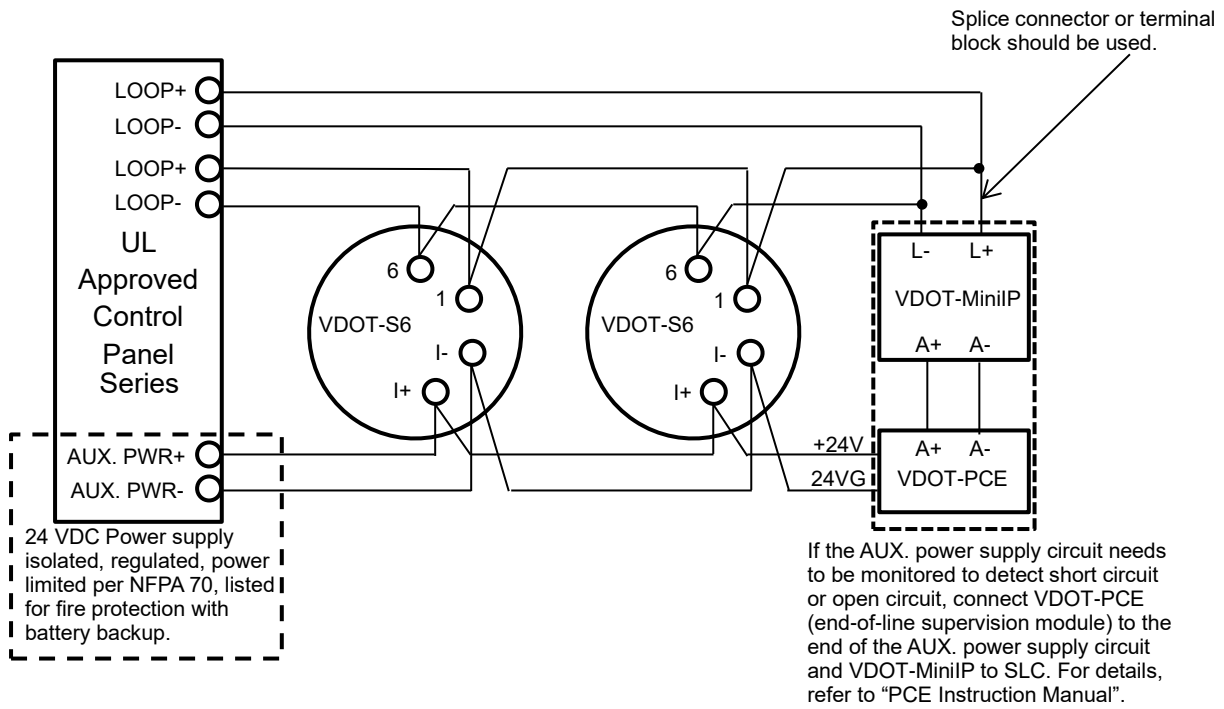 Splice connector or terminal
block should be used.
LOOP+
LOOP-
LOOP+
LOOP-
UL
Approved
Control
Panel
Series
AUX. PWR+
AUX. PWR-
24 VDC Power supply
isolated, regulated, power
limited per NFPA 70, listed
for fire protection with
battery backup.
6
1
VDOT-S6
I-
I+
6
1
VDOT-S6
I-
I+
L- L+
VDOT-MiniIP
A+ A-
+24V
24VG
A+ A-
VDOT-PCE
If the AUX. power supply circuit needs
to be monitored to detect short circuit
or open circuit, connect VDOT-PCE
(end-of-line supervision module) to the
end of the AUX. power supply circuit
and VDOT-MiniIP to SLC. For details,
refer to “PCE Instruction Manual”.